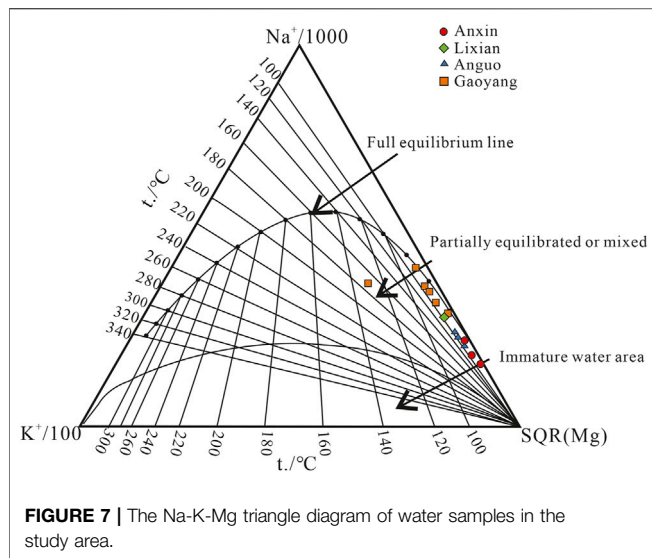 Na⁺/1000
Anxin
Lixian
Anguo
Gaoyang
100
120
140
160
180
200
220
240
260
280
300
320
340
t./°C
Full equilibrium line
Partially equilibrated or mixed
Immature water area
K⁺/100
SQR(Mg)
300
260
240
220
200
180
160
140
120
100
t./°C
FIGURE 7 | The Na-K-Mg triangle diagram of water samples in the
study area.